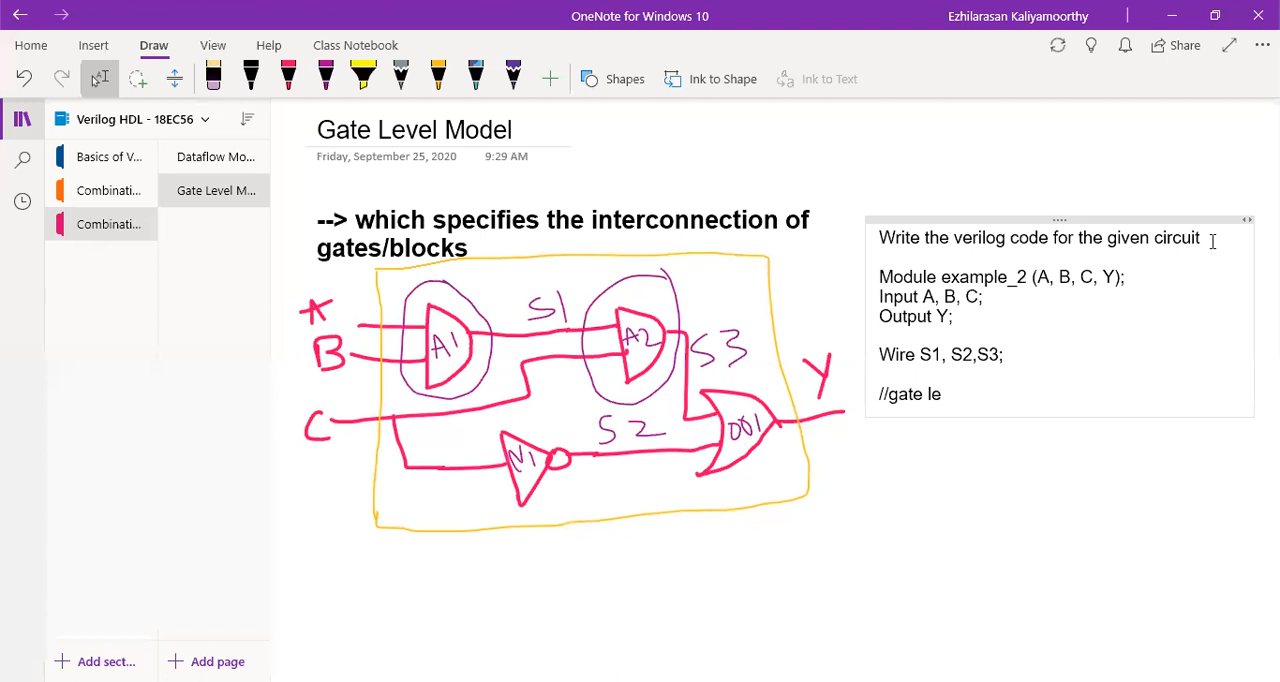 OneNote for Windows 10
Ezhilarasan Kaliyamoorthy
Home Insert Draw View Help Class Notebook
Share
Shapes
Ink to Shape
Ink to Text
Verilog HDL - 18EC56
Basics of V...
Combinati...
Combinati...
Dataflow Mo...
Gate Level M...
Gate Level Model
Friday, September 25, 2020 9:29 AM
--> which specifies the interconnection of
gates/blocks
A
B
C
A1
S1
A2
S3
N1
S2
OO1
Y
Write the verilog code for the given circuit
Module example_2 (A, B, C, Y);
Input A, B, C;
Output Y;
Wire S1, S2,S3;
//gate le
Add sect...
Add page